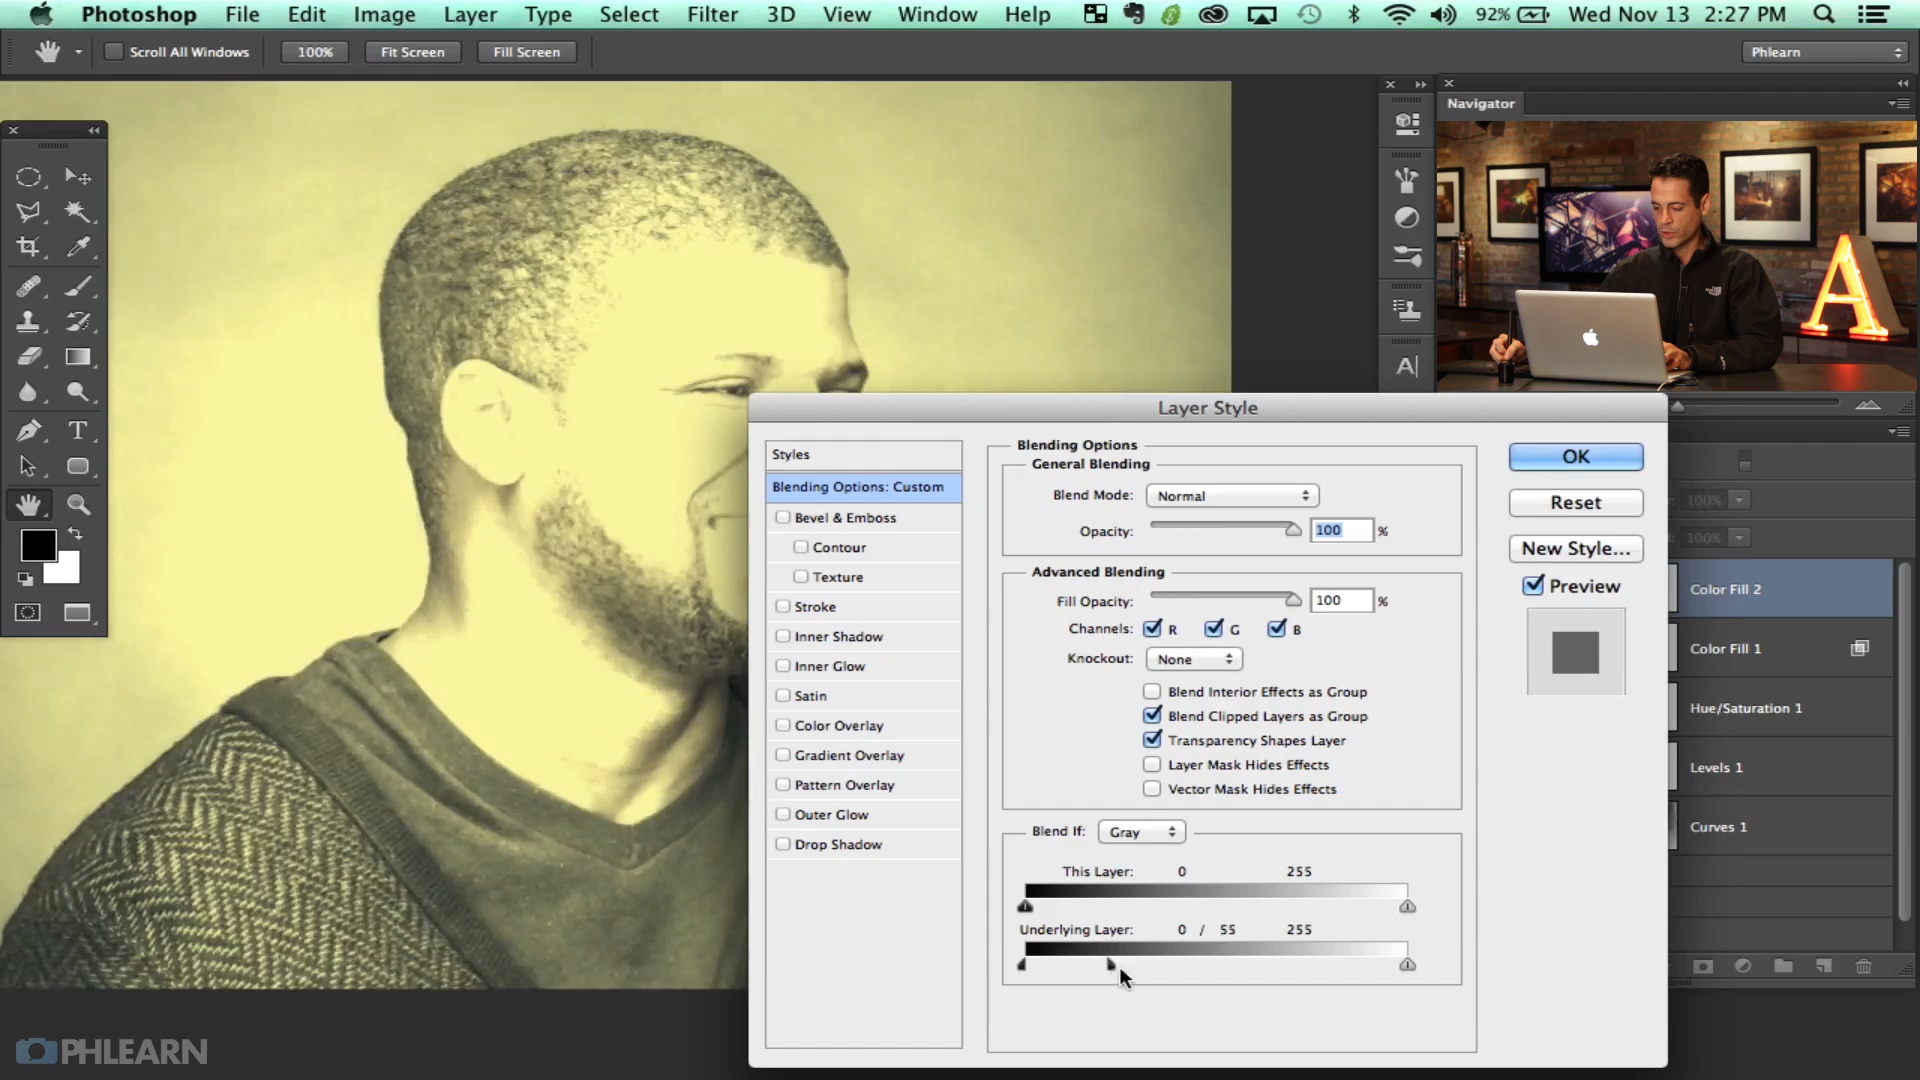 Photoshop File Edit Image Layer Type Select Filter 3D View Window Help 92% Wed Nov 13 2:27 PM
Scroll All Windows 100% Fit Screen Fill Screen Phlearn
Navigator
A
T
A|
Layer Style
Styles
Blending Options: Custom
Bevel & Emboss
Contour
Texture
Stroke
Inner Shadow
Inner Glow
Satin
Color Overlay
Gradient Overlay
Pattern Overlay
Outer Glow
Drop Shadow
Blending Options
General Blending
Blend Mode: Normal
Opacity: 100 %
Advanced Blending
Fill Opacity: 100 %
Channels: R G B
Knockout: None
Blend Interior Effects as Group
Blend Clipped Layers as Group
Transparency Shapes Layer
Layer Mask Hides Effects
Vector Mask Hides Effects
Blend If: Gray
This Layer: 0 255
Underlying Layer: 0 / 55 255
OK
Reset
New Style...
Preview
100%
100%
Color Fill 2
Color Fill 1
Hue/Saturation 1
Levels 1
Curves 1
PHLEARN